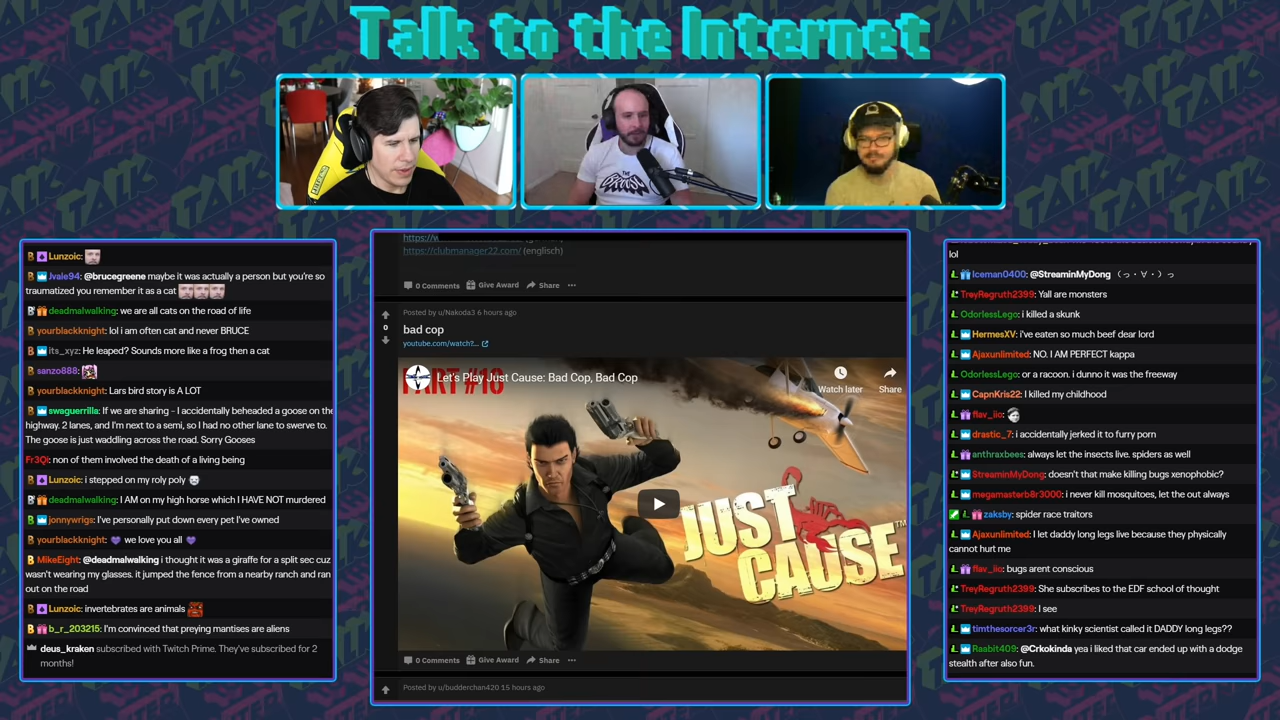 Talk to the Internet
Lunzoic:
Jvale94: @brucegreene maybe it was actually a person but you're so
traumatized you remember it as a cat
deadmalwalking: we are all cats on the road of life
yourblackknight: lol i am often cat and never BRUCE
its_xyz: He leaped? Sounds more like a frog then a cat
sanzo888:
yourblackknight: Lars bird story is A LOT
swaguerrilla: If we are sharing - I accidentally beheaded a goose on the
highway. 2 lanes, and I'm next to a semi, so I had no other lane to swerve to.
The goose is just waddling across the road. Sorry Gooses
Fr3Qi: non of them involved the death of a living being
Lunzoic: i stepped on my roly poly
deadmalwalking: I AM on my high horse which I HAVE NOT murdered
jonnywrigs: I've personally put down every pet I've owned
yourblackknight: 💜 we love you all 💜
MikeEight: @deadmalwalking i thought it was a giraffe for a split sec cuz
wasn't wearing my glasses. it jumped the fence from a nearby ranch and ran
out on the road
Lunzoic: invertebrates are animals
b_r_203215: I'm convinced that preying mantises are aliens
deus_kraken subscribed with Twitch Prime. They've subscribed for 2
months!
https://clubmanager22.com/ (englisch)
0 Comments Give Award Share ...
Posted by u/Nakoda3 6 hours ago
0
bad cop
youtube.com/watch?...
PART #16
Let's Play Just Cause: Bad Cop, Bad Cop
Watch later
Share
JUST
CAUSE™
0 Comments Give Award Share ...
Posted by u/budderchan420 15 hours ago
lol
Iceman0400: @StreaminMyDong (っ・∀・)っ
TreyRegruth2399: Yall are monsters
OdorlessLego: i killed a skunk
HermesXV: i've eaten so much beef dear lord
Ajaxunlimited: NO. I AM PERFECT kappa
OdorlessLego: or a racoon. i dunno it was the freeway
CapnKris22: I killed my childhood
flav_iio:
drastic_7: i accidentally jerked it to furry porn
anthraxbees: always let the insects live. spiders as well
StreaminMyDong: doesn't that make killing bugs xenophobic?
megamasterb8r3000: i never kill mosquitoes, let the out always
zaksby: spider race traitors
Ajaxunlimited: I let daddy long legs live because they physically
cannot hurt me
flav_iio: bugs arent conscious
TreyRegruth2399: She subscribes to the EDF school of thought
TreyRegruth2399: I see
timthesorcer3r: what kinky scientist called it DADDY long legs??
Raabit409: @Crkokinda yea i liked that car ended up with a dodge
stealth after also fun.